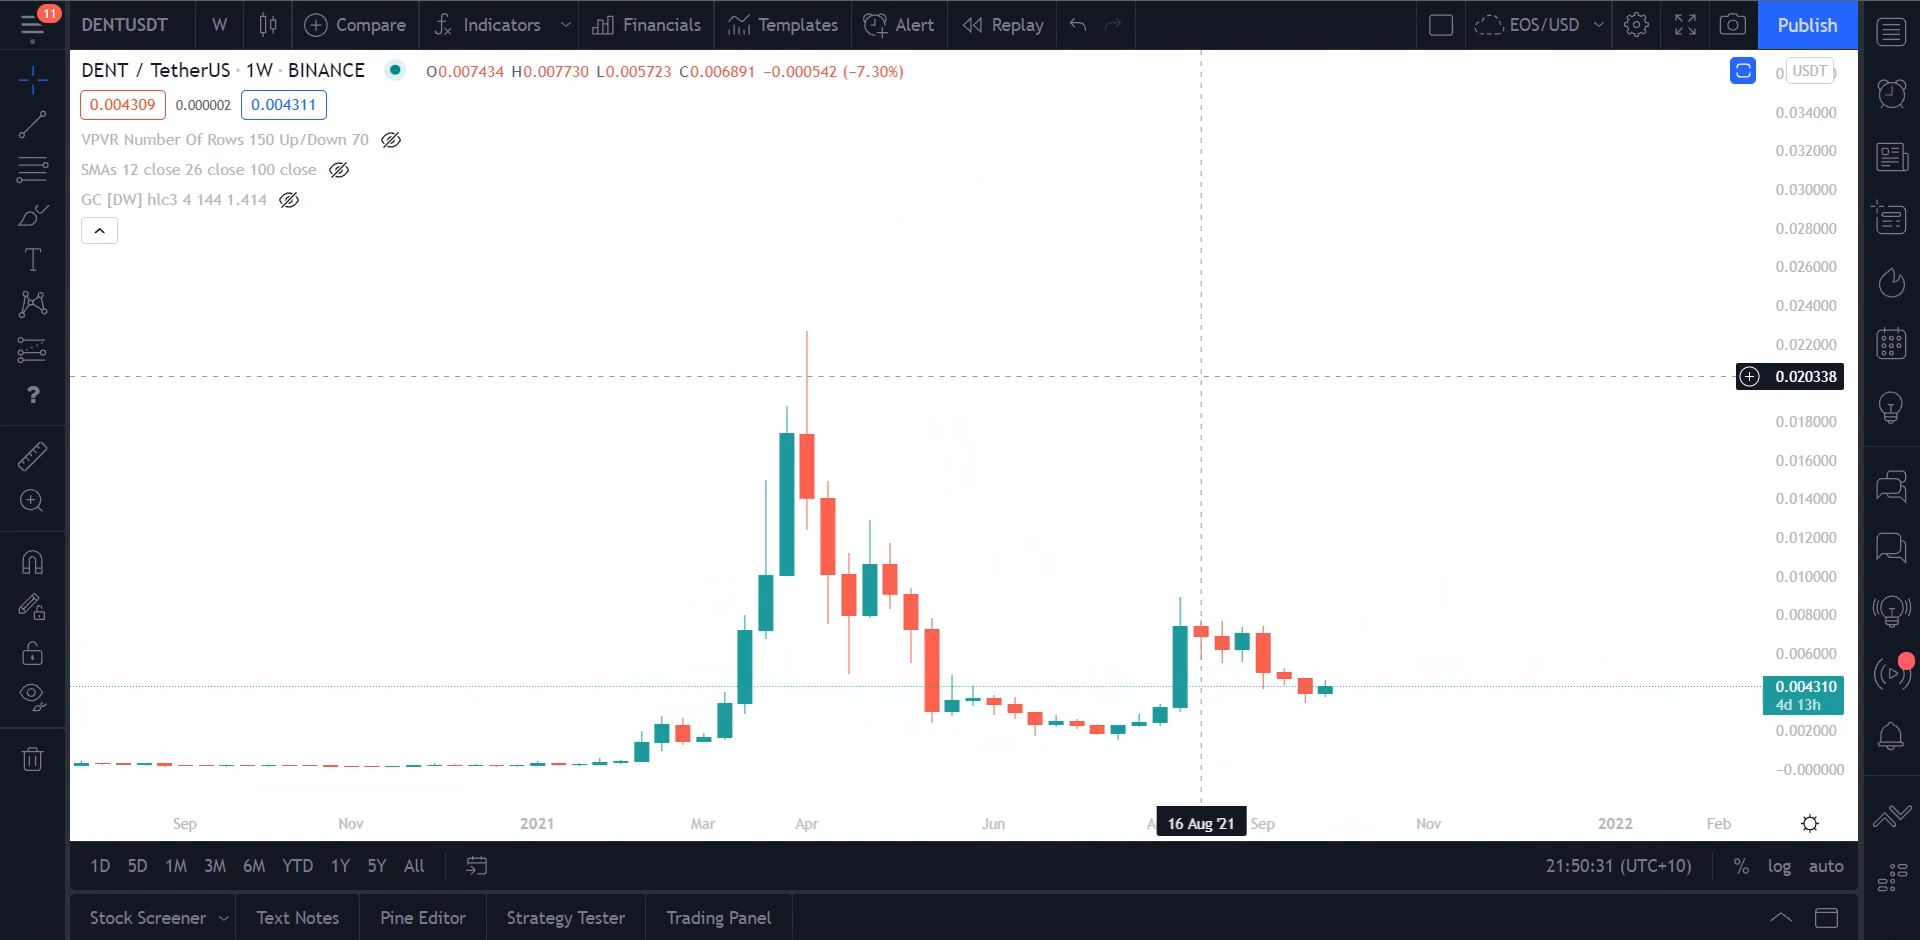 11
DENTUSDT W Compare Indicators Financials Templates Alert Replay EOS/USD Publish
DENT / TetherUS · 1W · BINANCE O0.007434 H0.007730 L0.005723 C0.006891 −0.000542 (−7.30%)
0.004309 0.000002 0.004311
VPVR Number Of Rows 150 Up/Down 70
SMAs 12 close 26 close 100 close
GC [DW] hlc3 4 144 1.414
USDT
0.034000
0.032000
0.030000
0.028000
0.026000
0.024000
0.022000
0.020338
0.018000
0.016000
0.014000
0.012000
0.010000
0.008000
0.006000
0.004310
4d 13h
0.002000
−0.000000
Sep Nov 2021 Mar Apr Jun 16 Aug '21 Sep Nov 2022 Feb
1D 5D 1M 3M 6M YTD 1Y 5Y All 21:50:31 (UTC+10) % log auto
Stock Screener Text Notes Pine Editor Strategy Tester Trading Panel